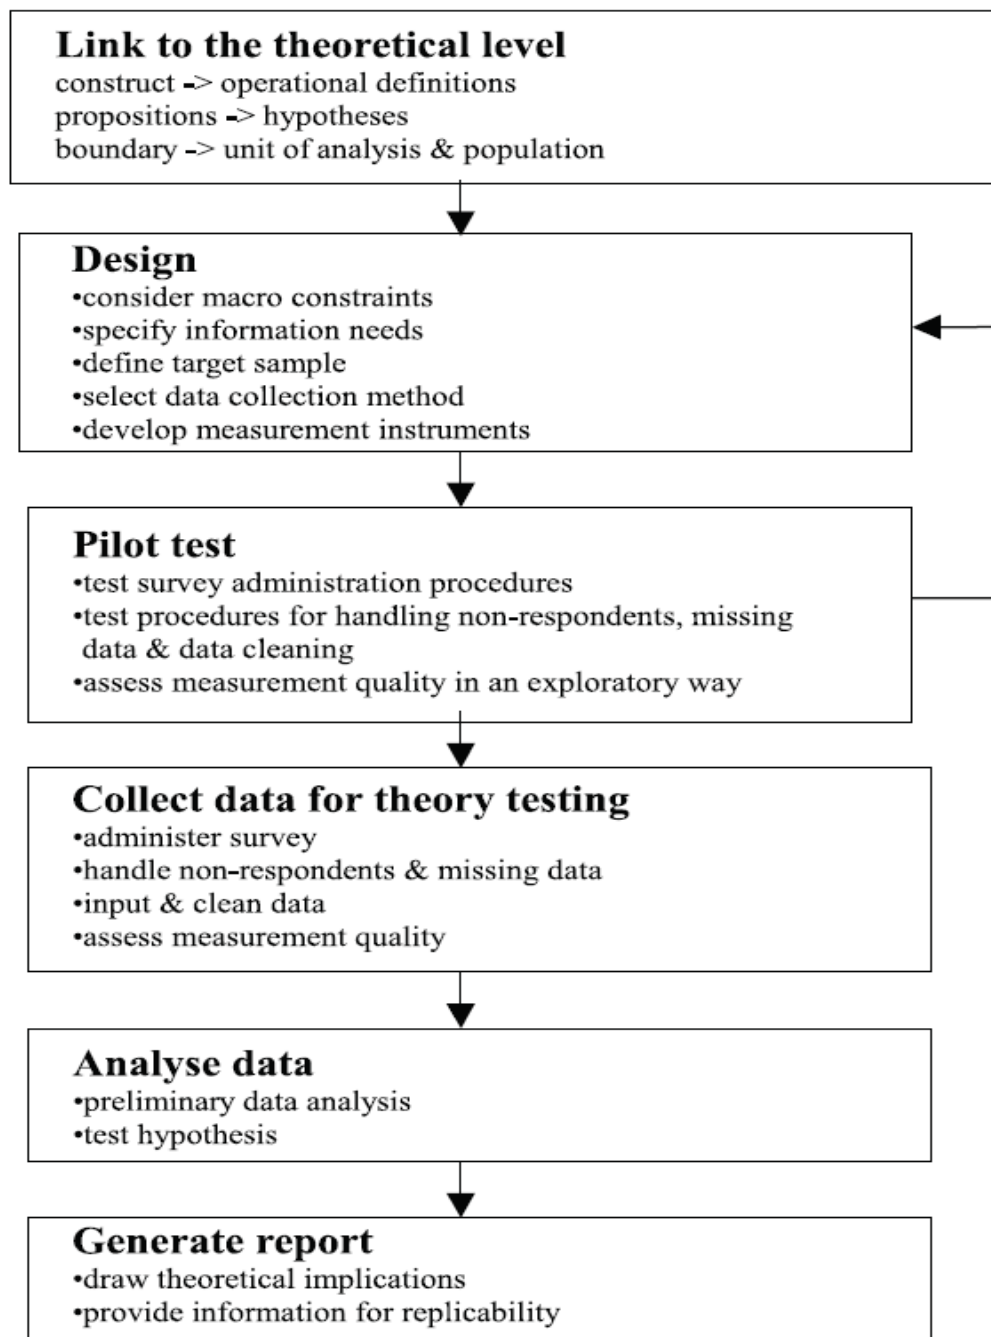 Link to the theoretical level
construct -> operational definitions
propositions -> hypotheses
boundary -> unit of analysis & population
Design
•consider macro constraints
•specify information needs
•define target sample
•select data collection method
•develop measurement instruments
Pilot test
•test survey administration procedures
•test procedures for handling non-respondents, missing
data & data cleaning
•assess measurement quality in an exploratory way
Collect data for theory testing
•administer survey
•handle non-respondents & missing data
•input & clean data
•assess measurement quality
Analyse data
•preliminary data analysis
•test hypothesis
Generate report
•draw theoretical implications
•provide information for replicability